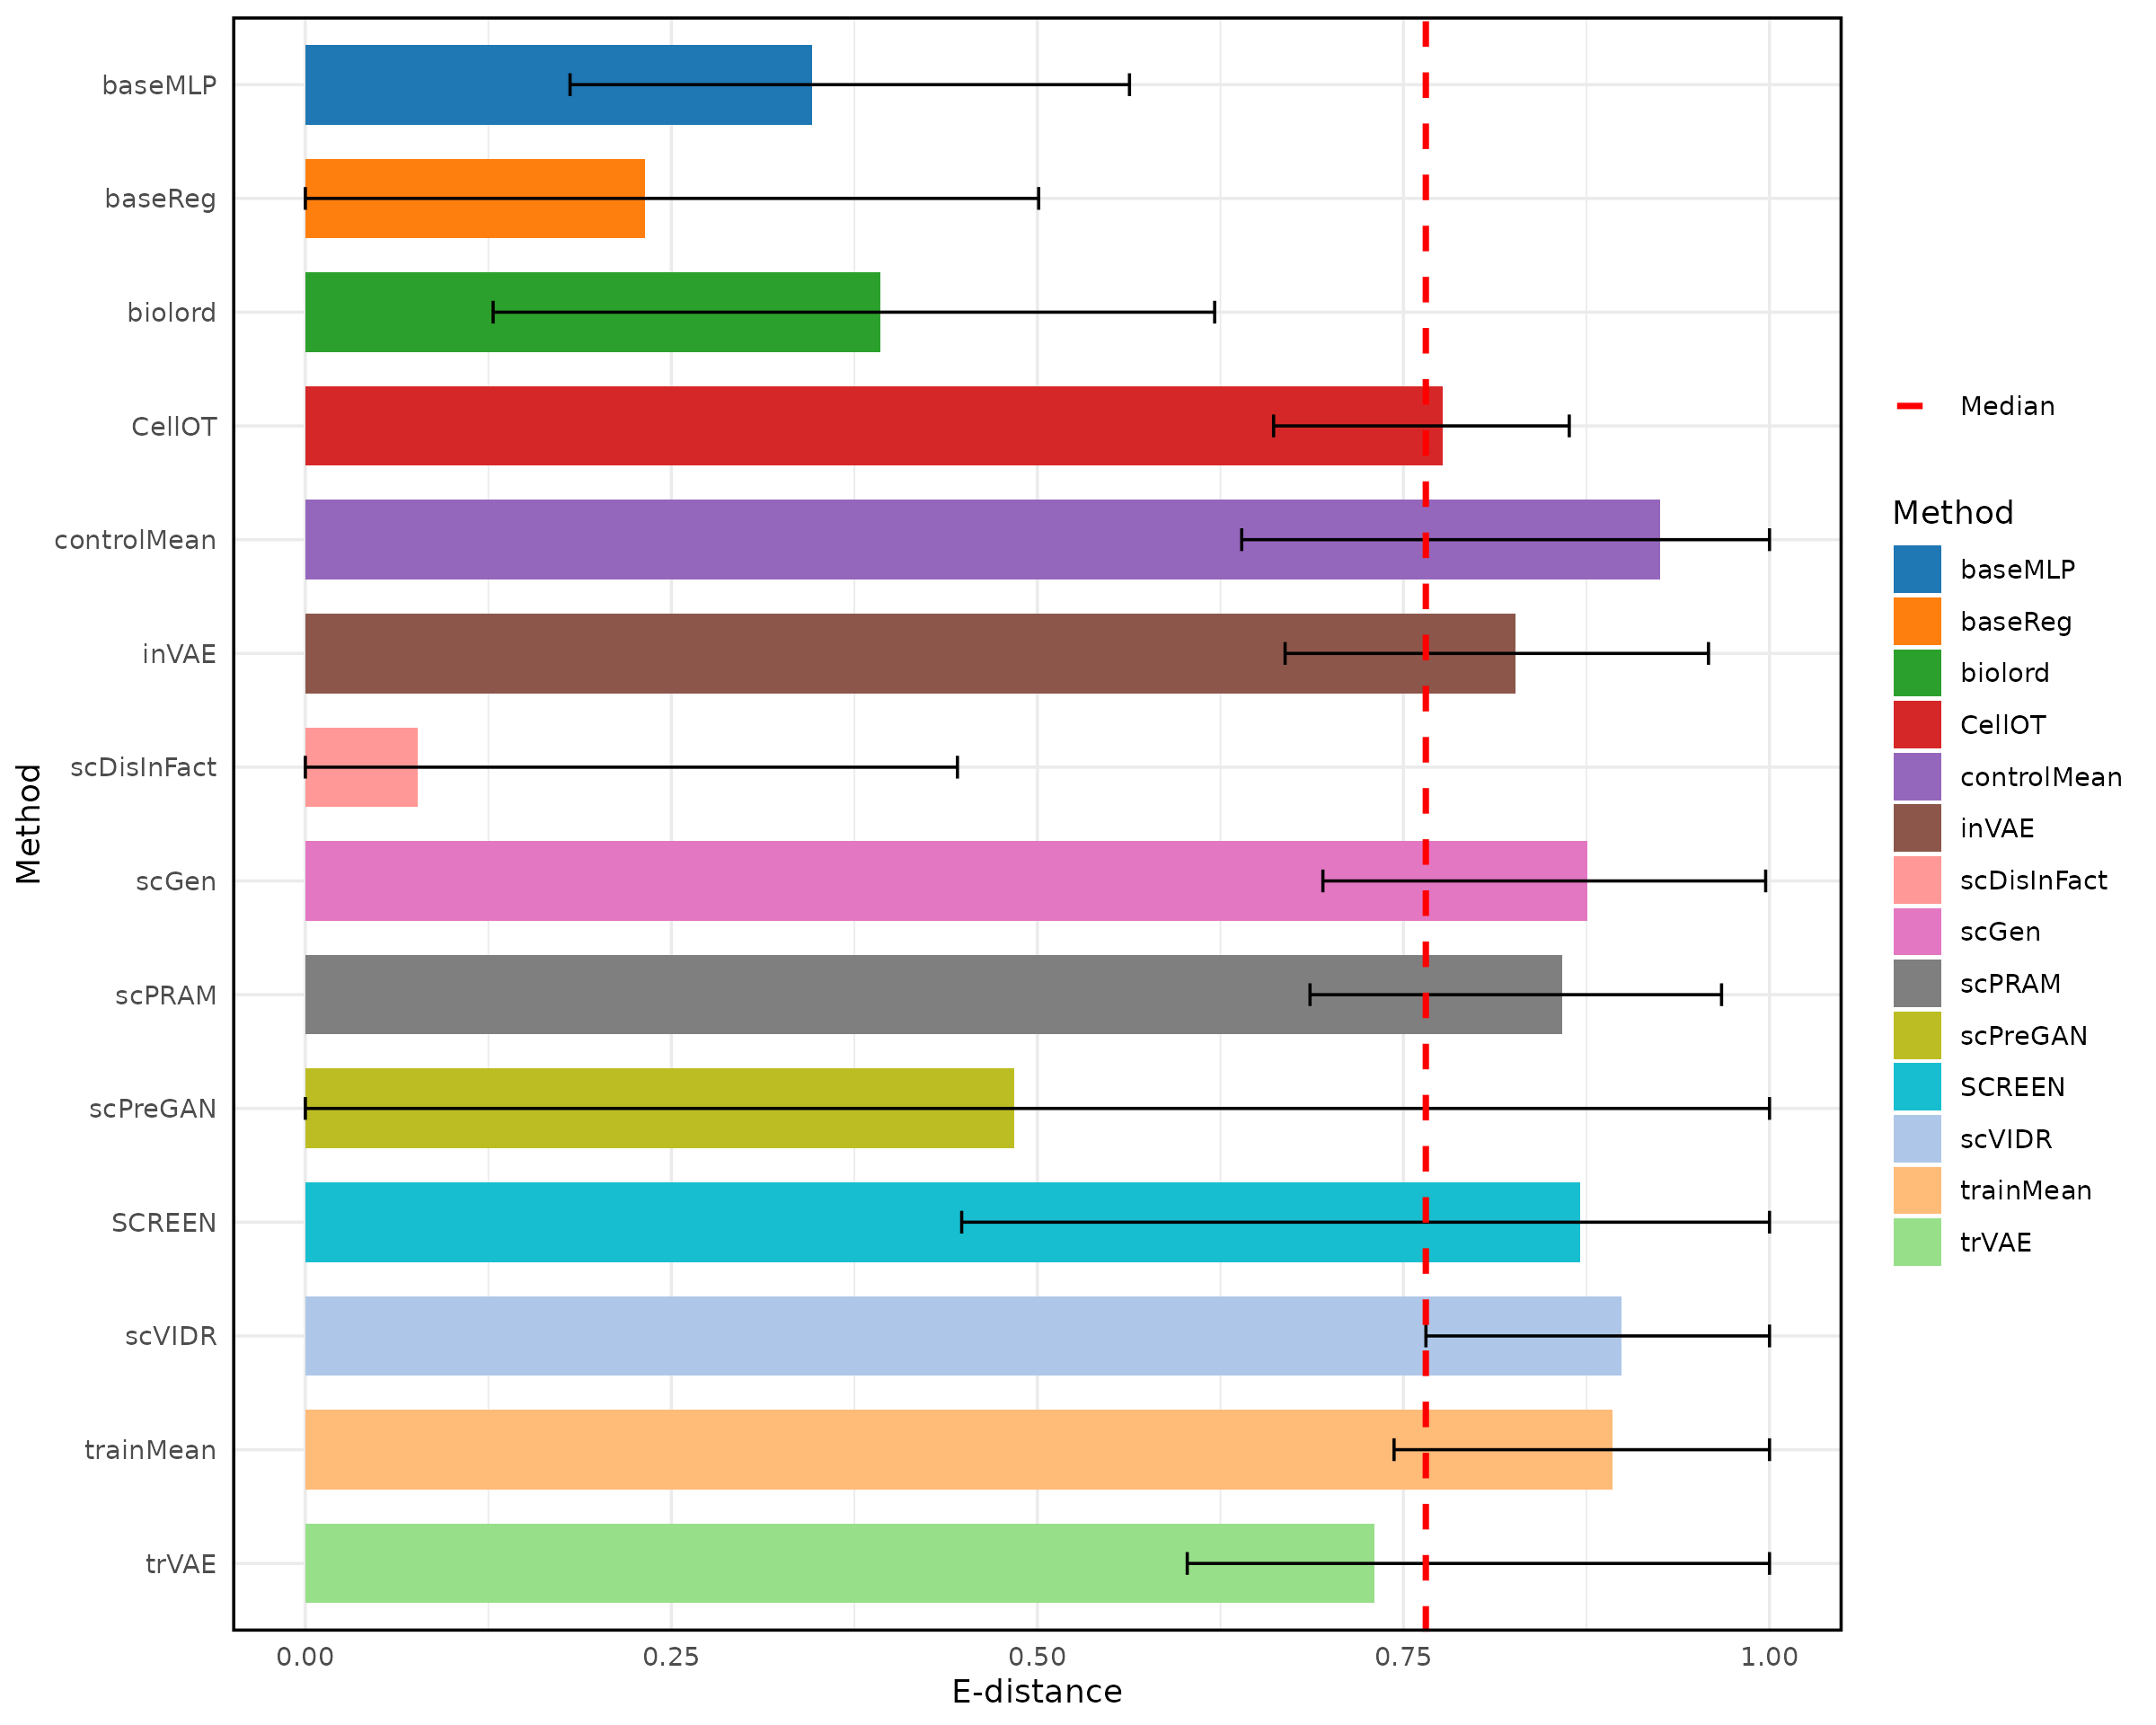 baseMLP
baseReg
biolord
CellOT
controlMean
inVAE
scDisInFact
scGen
scPRAM
scPreGAN
SCREEN
scVIDR
trainMean
trVAE
Method
0.00 0.25 0.50 0.75 1.00
E-distance
Median
Method
baseMLP
baseReg
biolord
CellOT
controlMean
inVAE
scDisInFact
scGen
scPRAM
scPreGAN
SCREEN
scVIDR
trainMean
trVAE